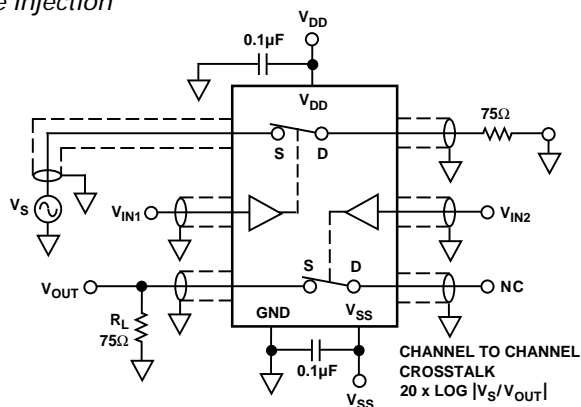 e Injection
VDD
0.1µF
VDD
75Ω
S D
VS
VIN1
VIN2
S D
VOUT
NC
RL
75Ω
GND
VSS
0.1µF
VSS
CHANNEL TO CHANNEL
CROSSTALK
20 x LOG |VS/VOUT|